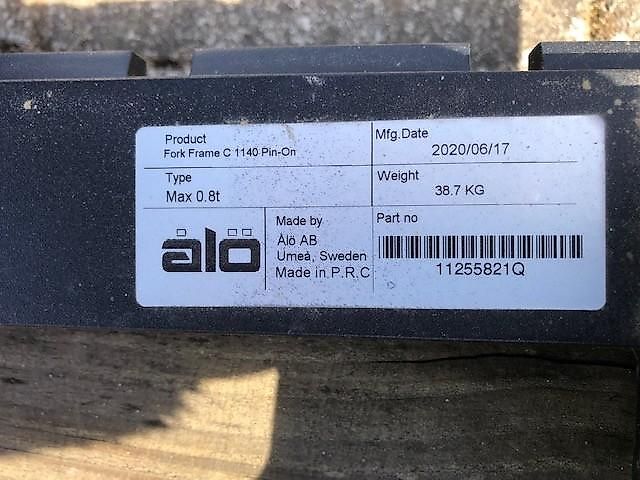 Product
Fork Frame C 1140 Pin-On
Mfg.Date
2020/06/17
Type
Max 0.8t
Weight
38.7 KG
ålö
Made by
Ålö AB
Umeå, Sweden
Made in P.R.C
Part no
11255821Q